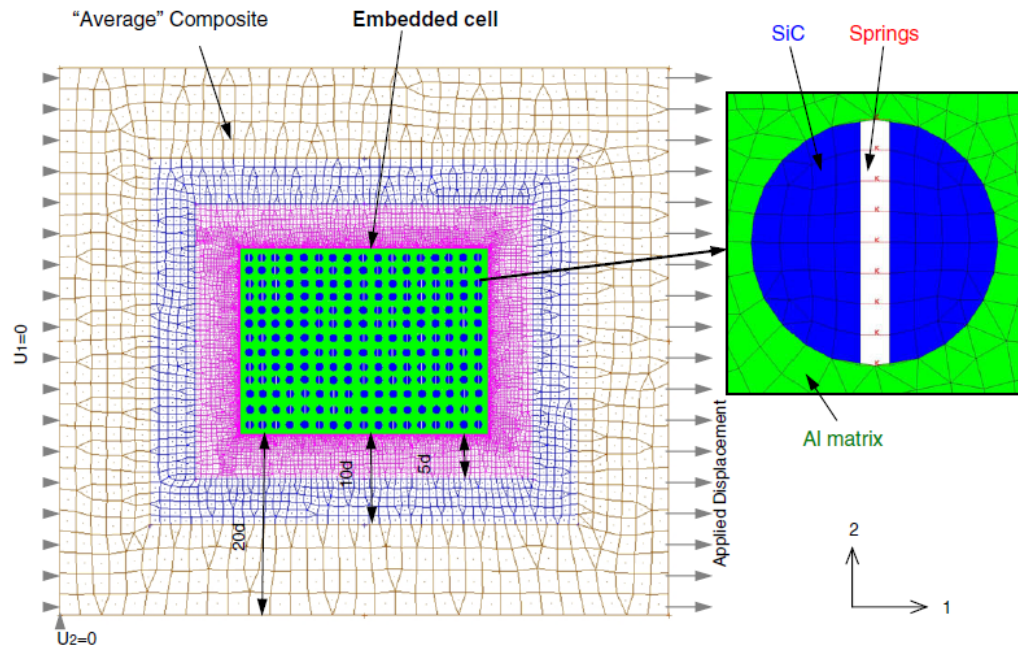 “Average” Composite
Embedded cell
SiC
Springs
U1=0
Al matrix
5d
10d
20d
Applied Displacement
2
1
U2=0